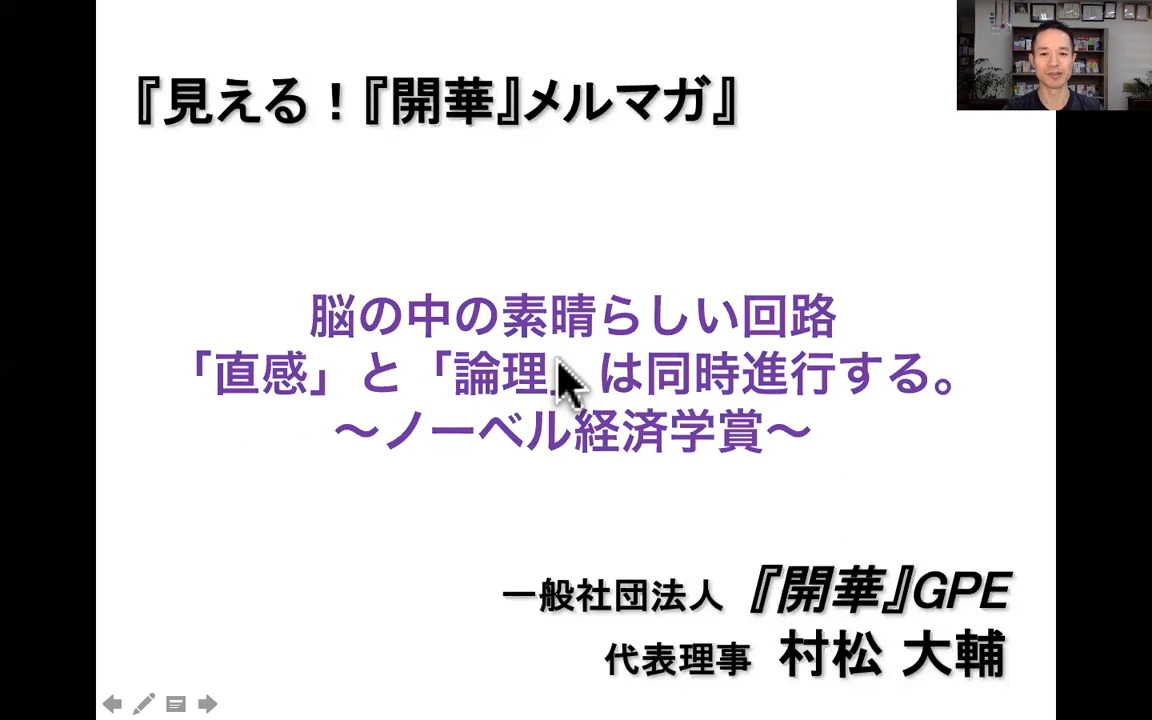 『見える！『開華』メルマガ』
脳の中の素晴らしい回路
「直感」と「論理」は同時進行する。
～ノーベル経済学賞～
一般社団法人 『開華』GPE
代表理事 村松 大輔